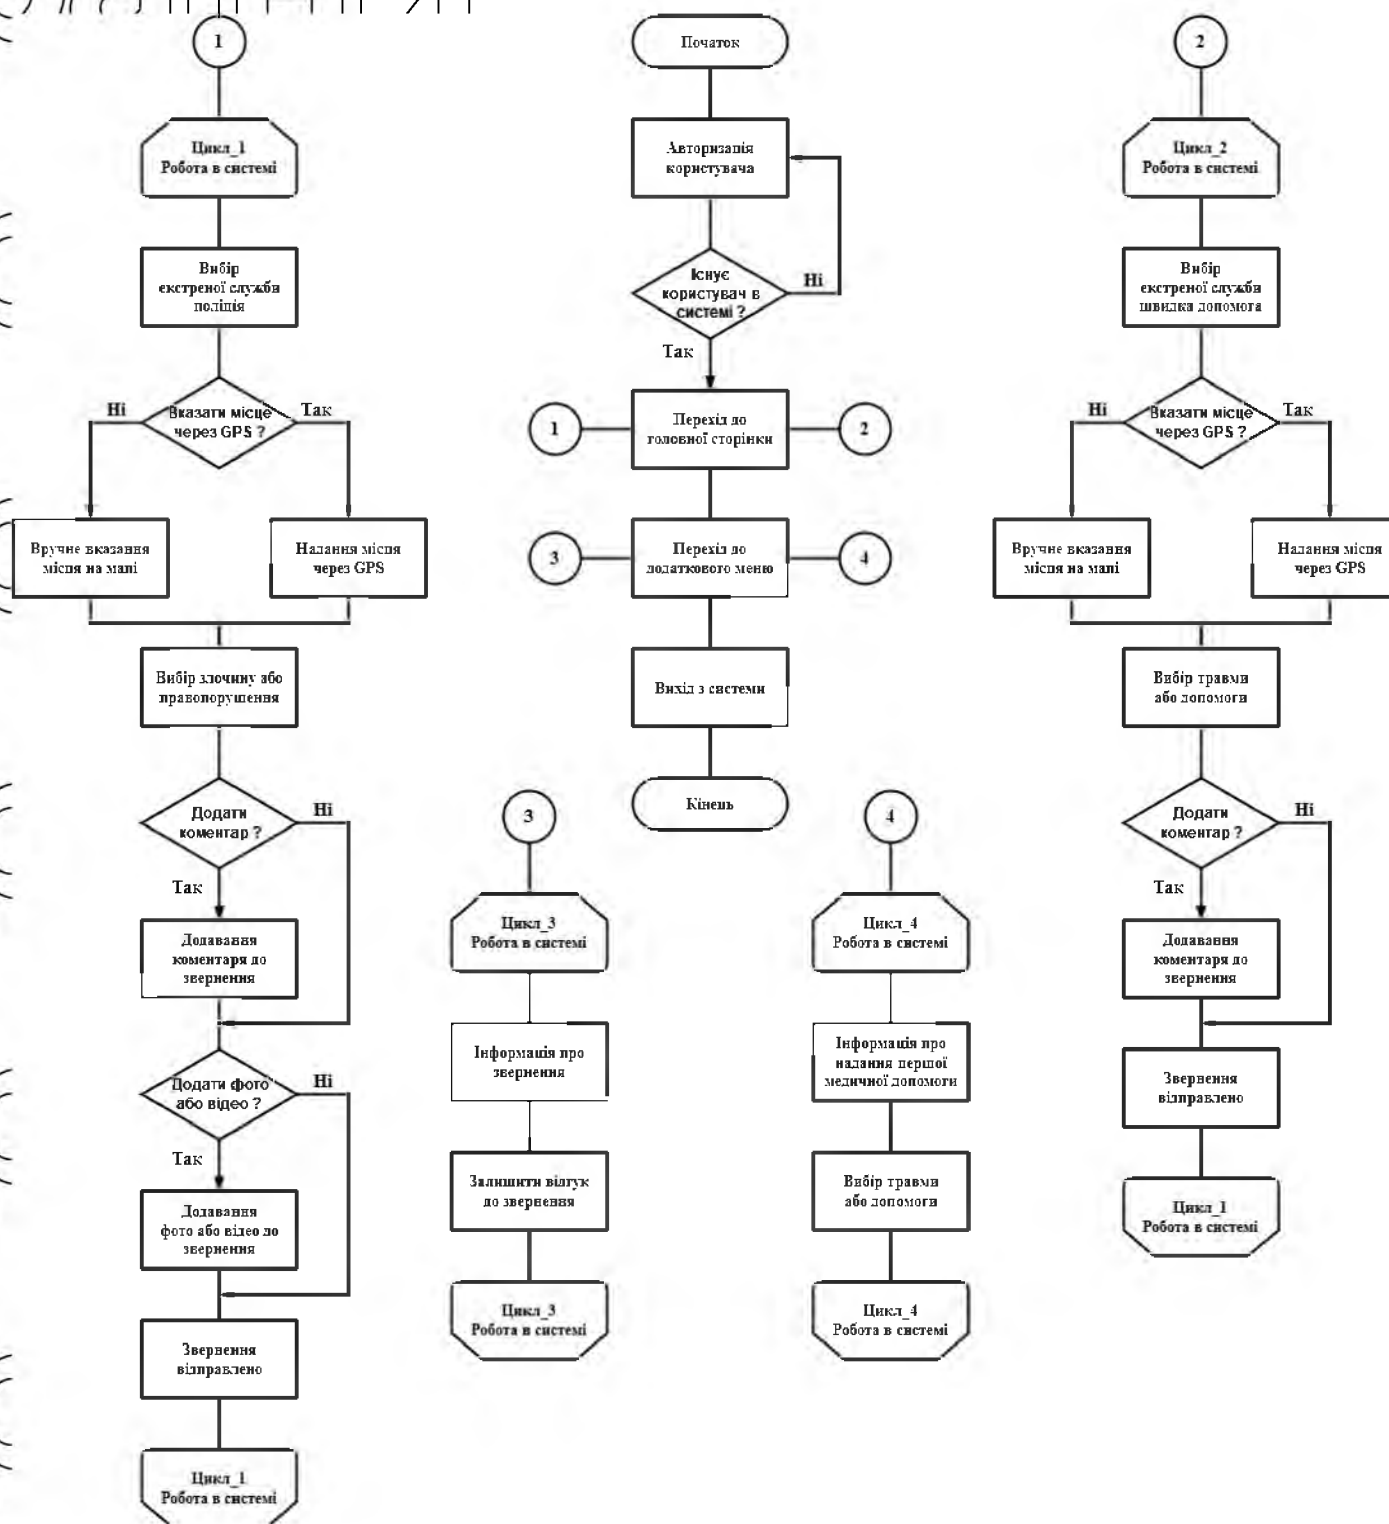 1
Цикл_1
Робота в системі
Вибір
екстреної служби
поліція
Ні
Вказати місце
через GPS ?
Так
Вручне вказання
місця на мапі
Надання місця
через GPS
Вибір злочину або
правопорушення
Додати
коментар ?
Ні
Так
Додавання
коментаря до
звернення
Додати фото
або відео ?
Ні
Так
Додавання
фото або відео до
звернення
Звернення
відправлено
Цикл_1
Робота в системі
Початок
Авторизація
користувача
Існує
користувач в
системі ?
Ні
Так
1
Перехід до
головної сторінки
2
3
Перехід до
додаткового меню
4
Вихід з системи
Кінець
3
Цикл_3
Робота в системі
Інформація про
звернення
Залишити відгук
до звернення
Цикл_3
Робота в системі
4
Цикл_4
Робота в системі
Інформація про
надання першої
медичної допомоги
Вибір травми
або допомоги
Цикл_4
Робота в системі
2
Цикл_2
Робота в системі
Вибір
екстреної служби
швидка допомога
Ні
Вказати місце
через GPS ?
Так
Вручне вказання
місця на мапі
Надання місця
через GPS
Вибір травми
або допомоги
Додати
коментар ?
Ні
Так
Додавання
коментаря до
звернення
Звернення
відправлено
Цикл_1
Робота в системі